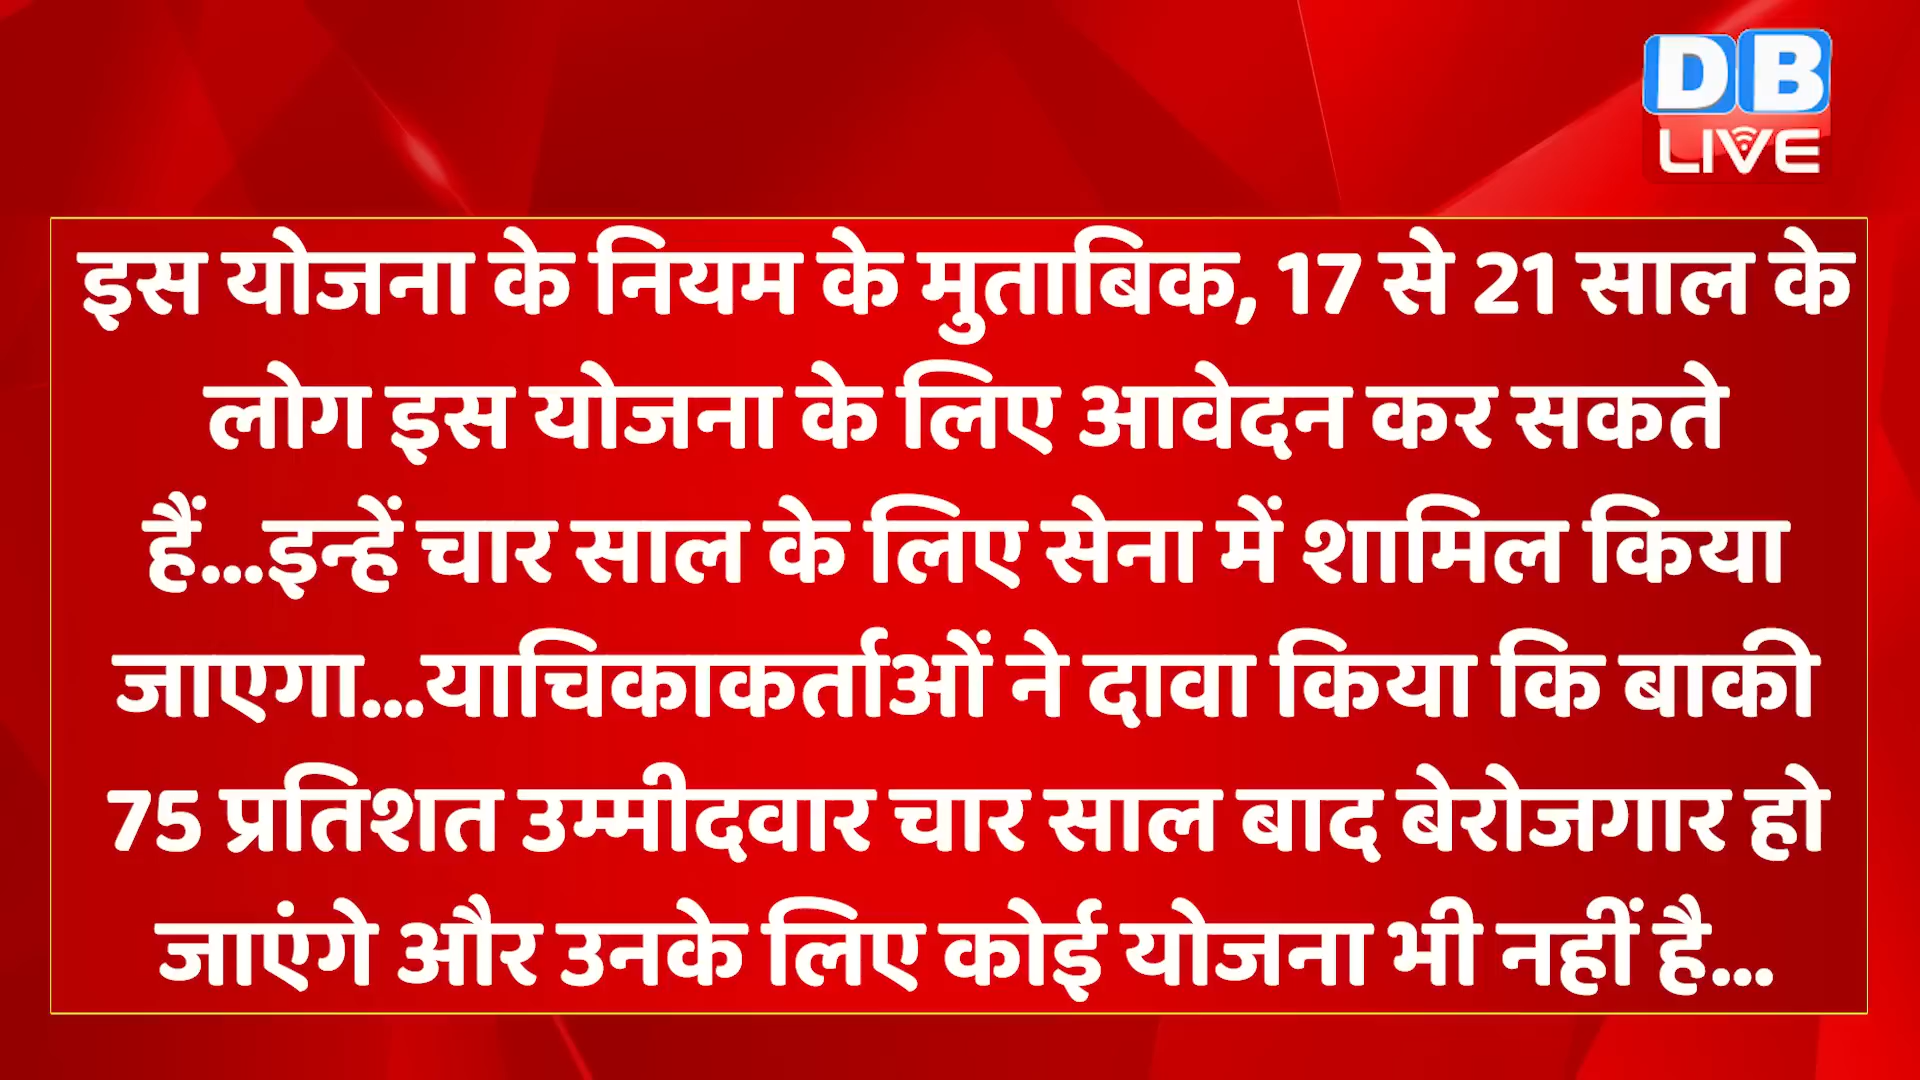 DB
LIVE
इस योजना के नियम के मुताबिक, 17 से 21 साल के
लोग इस योजना के लिए आवेदन कर सकते
हैं...इन्हें चार साल के लिए सेना में शामिल किया
जाएगा...याचिकाकर्ताओं ने दावा किया कि बाकी
75 प्रतिशत उम्मीदवार चार साल बाद बेरोजगार हो
जाएंगे और उनके लिए कोई योजना भी नहीं है...